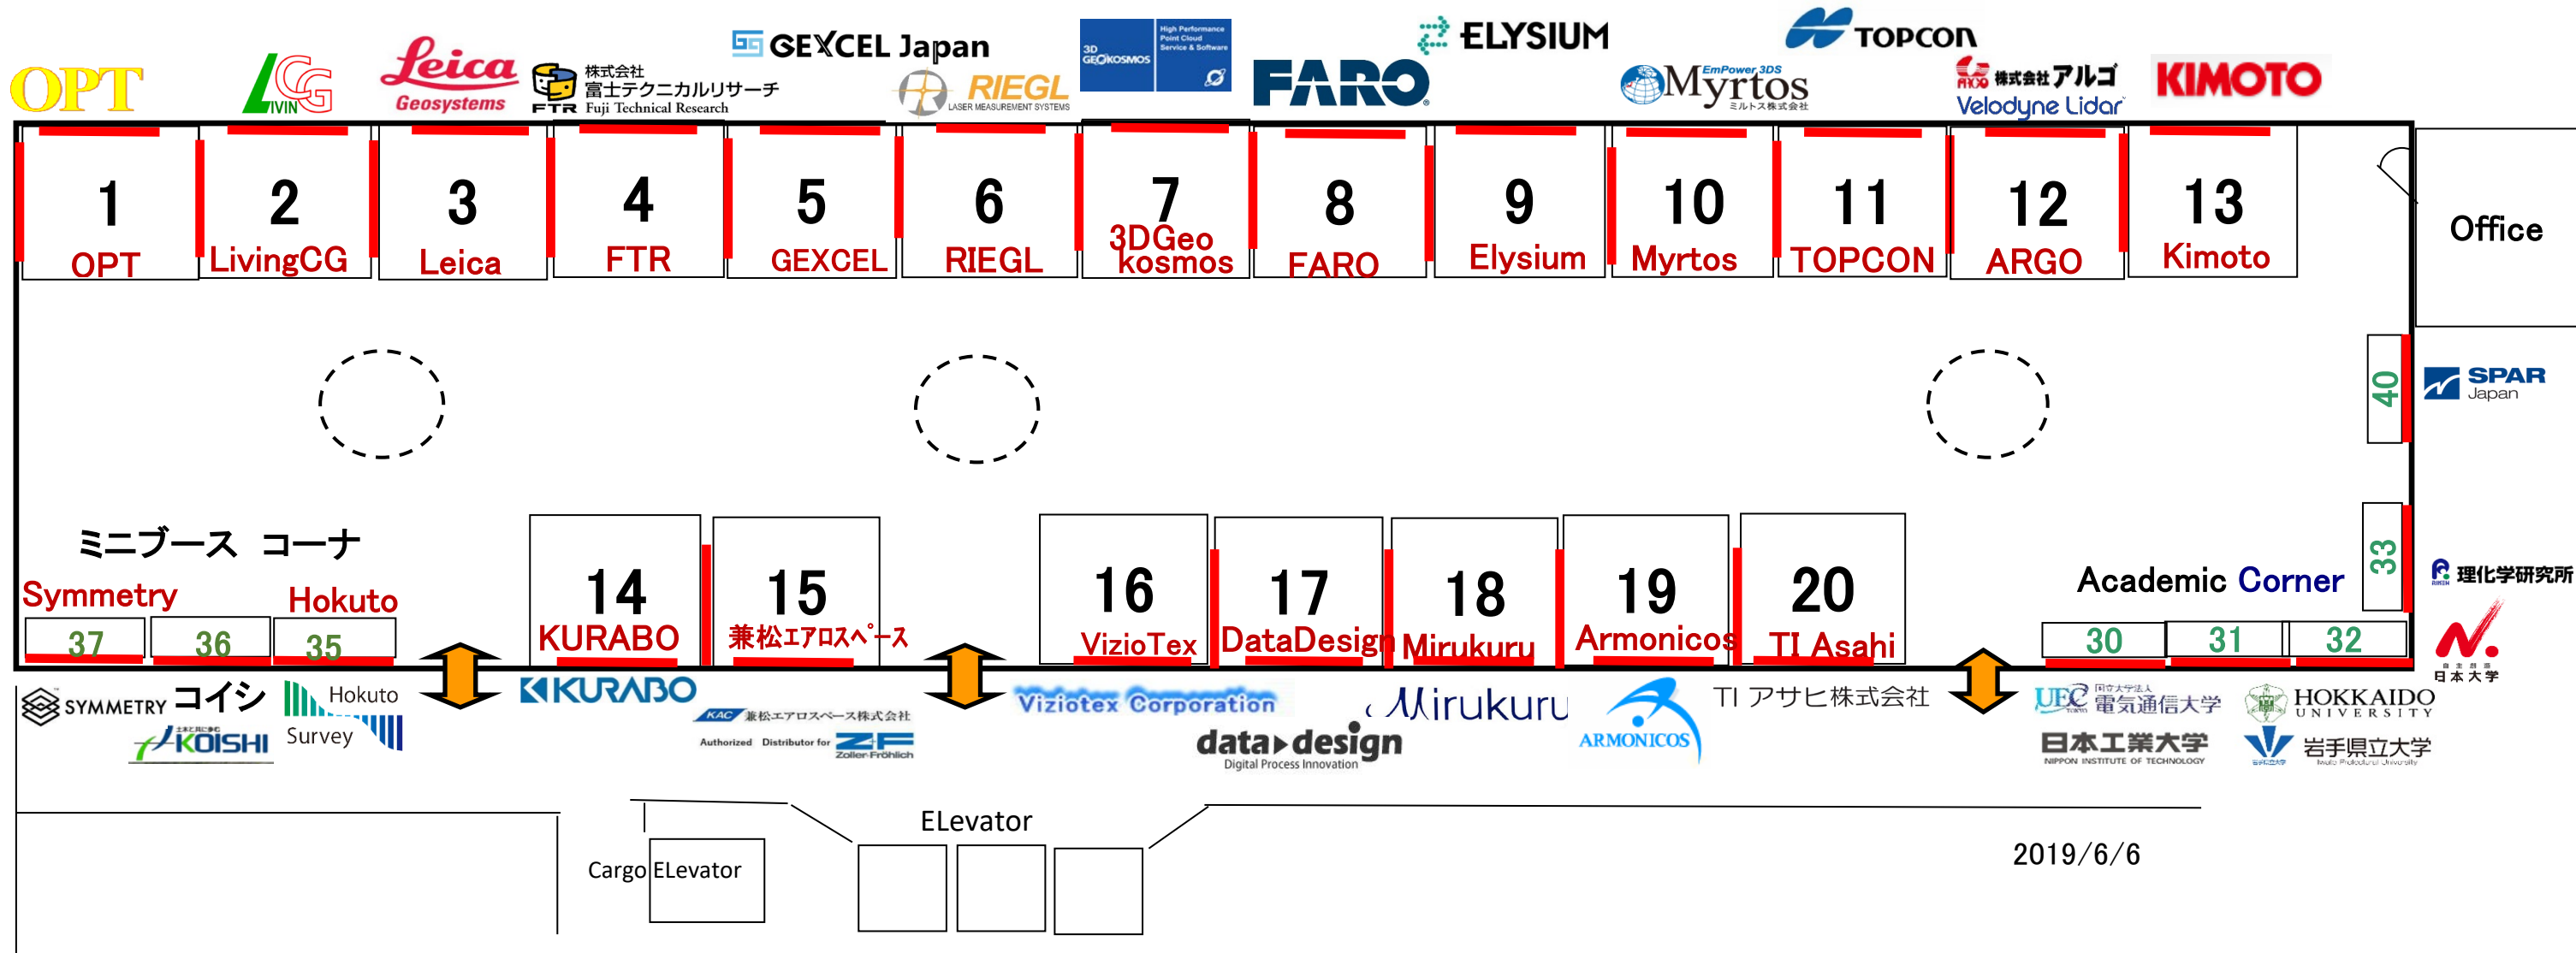 OPT
LIVIN CG
Leica
Geosystems
FTR
株式会社
富士テクニカルリサーチ
Fuji Technical Research
GEXCEL Japan
RIEGL
LASER MEASUREMENT SYSTEMS
3D
GEOKOSMOS
High Performance
Point Cloud
Service & Software
FARO
ELYSIUM
EmPower 3DS
Myrtos
ミルトス株式会社
TOPCON
ARGO
株式会社アルゴ
Velodyne Lidar
KIMOTO
1
OPT
2
LivingCG
3
Leica
4
FTR
5
GEXCEL
6
RIEGL
7
3DGeo
kosmos
8
FARO
9
Elysium
10
Myrtos
11
TOPCON
12
ARGO
13
Kimoto
Office
40
SPAR
Japan
ミニブース コーナ
Symmetry
Hokuto
37
36
35
14
KURABO
15
兼松エアロスペース
16
VizioTex
17
DataDesign
18
Mirukuru
19
Armonicos
20
TI Asahi
Academic Corner
33
30
31
32
理化学研究所
日本大学
SYMMETRY
コイシ
KOISHI
Hokuto
Survey
KURABO
KAC 兼松エアロスペース株式会社
Authorized Distributor for Z+F
Zoller+Fröhlich
Viziotex Corporation
data design
Digital Process Innovation
Mirukuru
ARMONICOS
TI アサヒ株式会社
UEC
TOKYO
国立大学法人
電気通信大学
日本工業大学
NIPPON INSTITUTE OF TECHNOLOGY
HOKKAIDO
UNIVERSITY
岩手県立大学
Iwate Prefectural University
ELevator
Cargo ELevator
2019/6/6